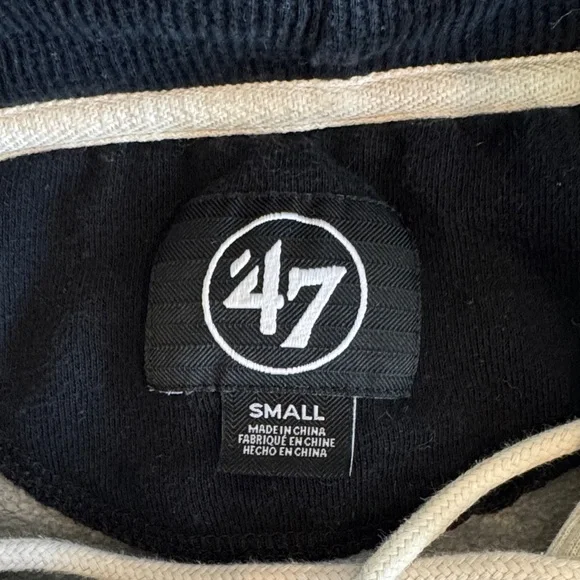 '47
SMALL
MADE IN CHINA
FABRIQUÉ EN CHINE
HECHO EN CHINA